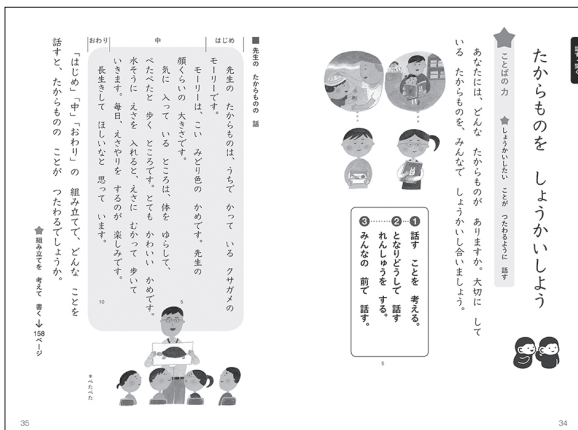 たからものを しょうかいしよう
ことばの力
しょうかいしたい ことが つたわるように 話す
あなたには、どんな たからものが ありますか。大切に して
いる たからものを、みんなで しょうかいし合いましょう。
❶話す ことを 考える。
❷となりどうしで 話す
れんしゅうを する。
❸みんなの 前で 話す。
5
34
■先生の たからものの 話
はじめ
中
おわり
先生の たからものは、うちで かって いる クサガメの
モーリーです。
モーリーは、こい みどり色の かめです。先生の
顔くらいの 大きさです。
気に 入って いる ところは、体を ゆらして、
ぺたぺたと 歩く ところです。とても かわいい かめです。
水そうに えさを 入れると、えさに むかって 歩いて
いきます。毎日、えさやりを するのが 楽しみです。
長生きして ほしいなと 思って います。
5
10
*ぺたぺた
「はじめ」「中」「おわり」の 組み立てで、どんな ことを
話すと、たからものの ことが つたわるでしょうか。
組み立てを 考えて 書く→158ページ
35